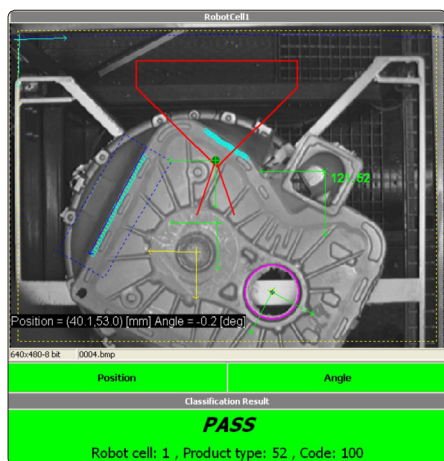 RobotCell1
121.52
Position = (40.1,53.0) [mm] Angle = -0.2 [deg]
640x480-8 bit 0004.bmp
Position Angle
Classification Result
PASS
Robot cell: 1 , Product type: 52 , Code: 100